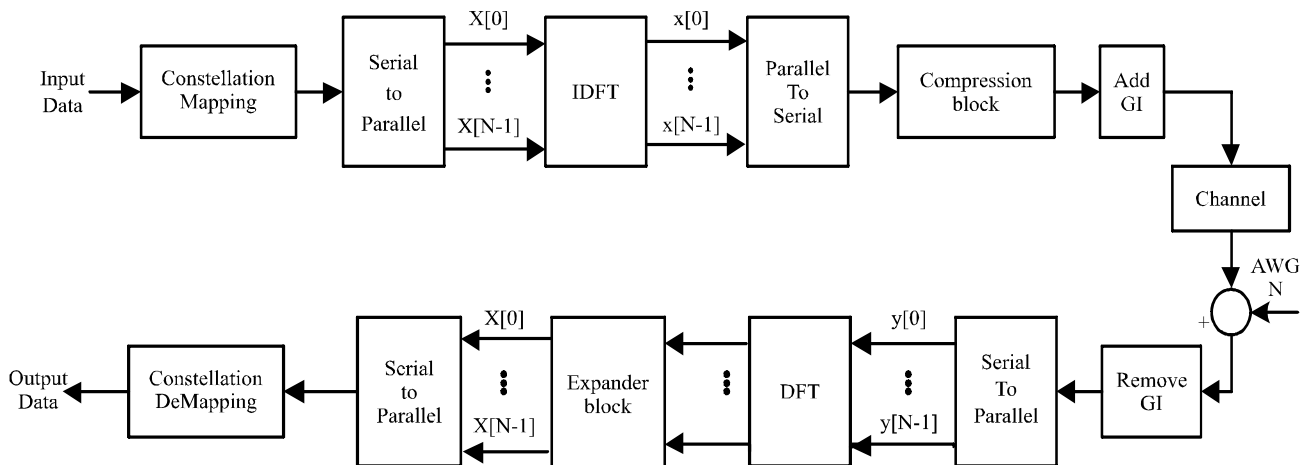 Input
Data
Constellation
Mapping
Serial
to
Parallel
X[0]
X[N-1]
IDFT
x[0]
x[N-1]
Parallel
To
Serial
Compression
block
Add
GI
Channel
AWG
N
+
Remove
GI
Serial
To
Parallel
y[0]
y[N-1]
DFT
Expander
block
X[0]
X[N-1]
Serial
to
Parallel
Constellation
DeMapping
Output
Data